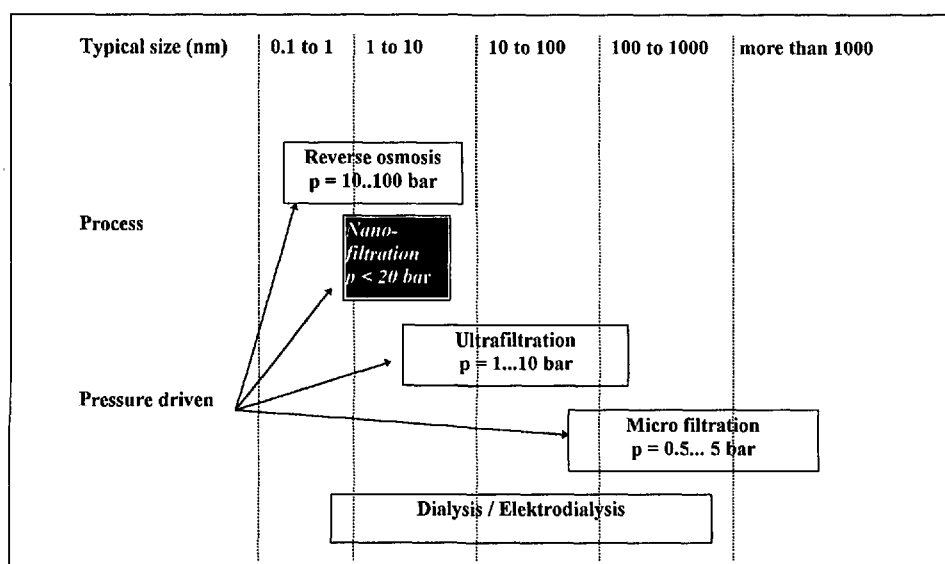 Typical size (nm) 0.1 to 1 1 to 10 10 to 100 100 to 1000 more than 1000
Reverse osmosis
p = 10..100 bar
Process
Nano-
filtration
p < 20 bar
Ultrafiltration
p = 1...10 bar
Pressure driven
Micro filtration
p = 0.5... 5 bar
Dialysis / Elektrodialysis